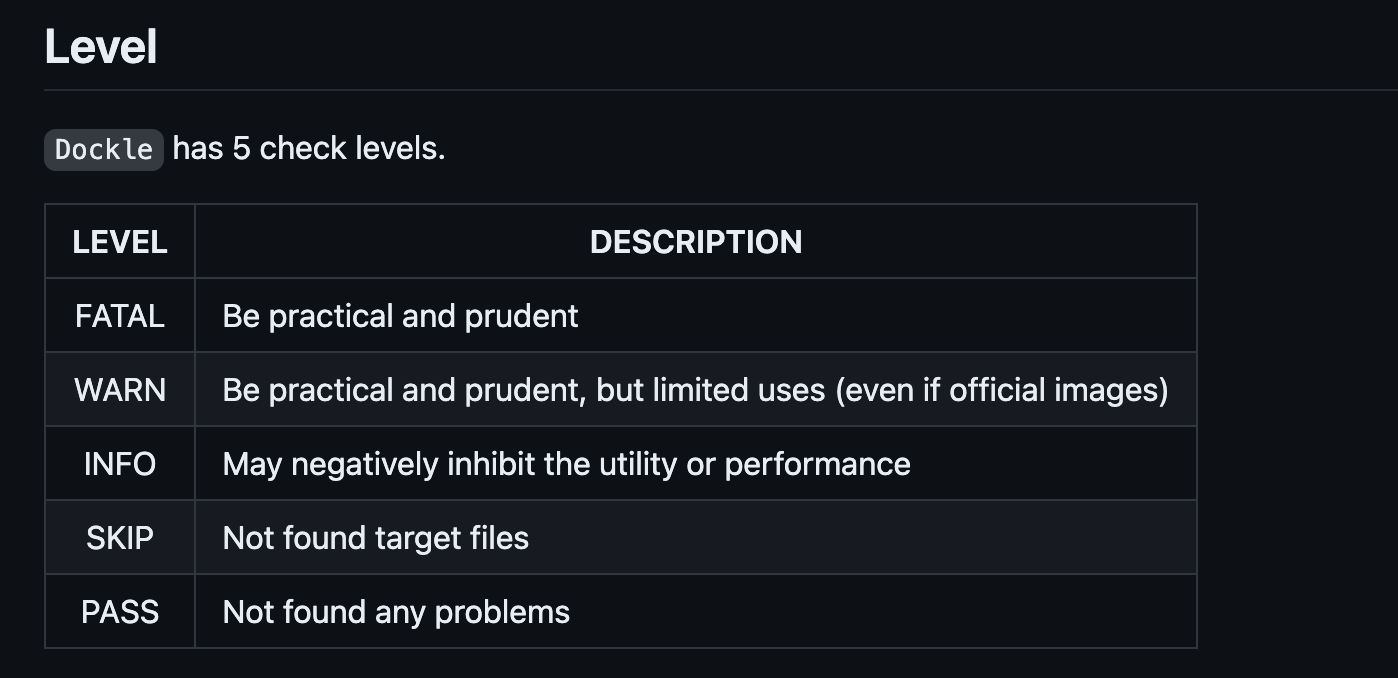 Level
Dockle has 5 check levels.
LEVEL DESCRIPTION
FATAL Be practical and prudent
WARN Be practical and prudent, but limited uses (even if official images)
INFO May negatively inhibit the utility or performance
SKIP Not found target files
PASS Not found any problems